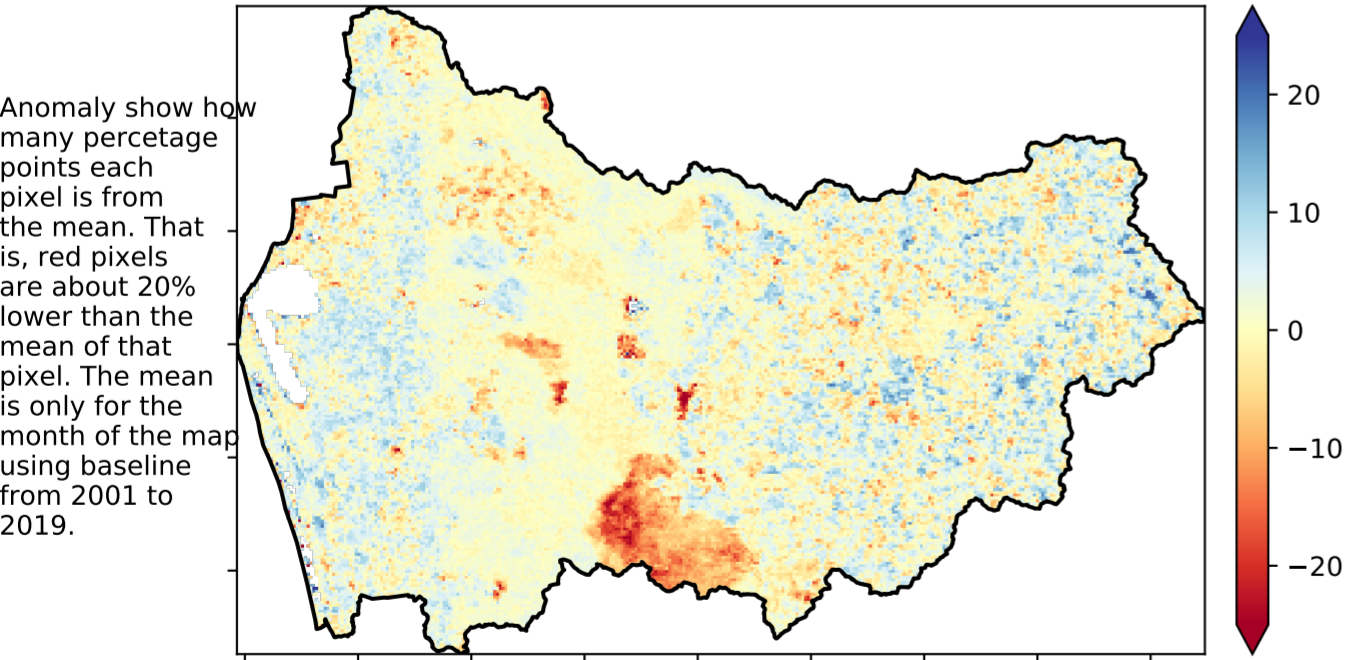 Anomaly show how
many percetage
points each
pixel is from
the mean. That
is, red pixels
are about 20%
lower than the
mean of that
pixel. The mean
is only for the
month of the map
using baseline
from 2001 to
2019.
20
10
0
−10
−20